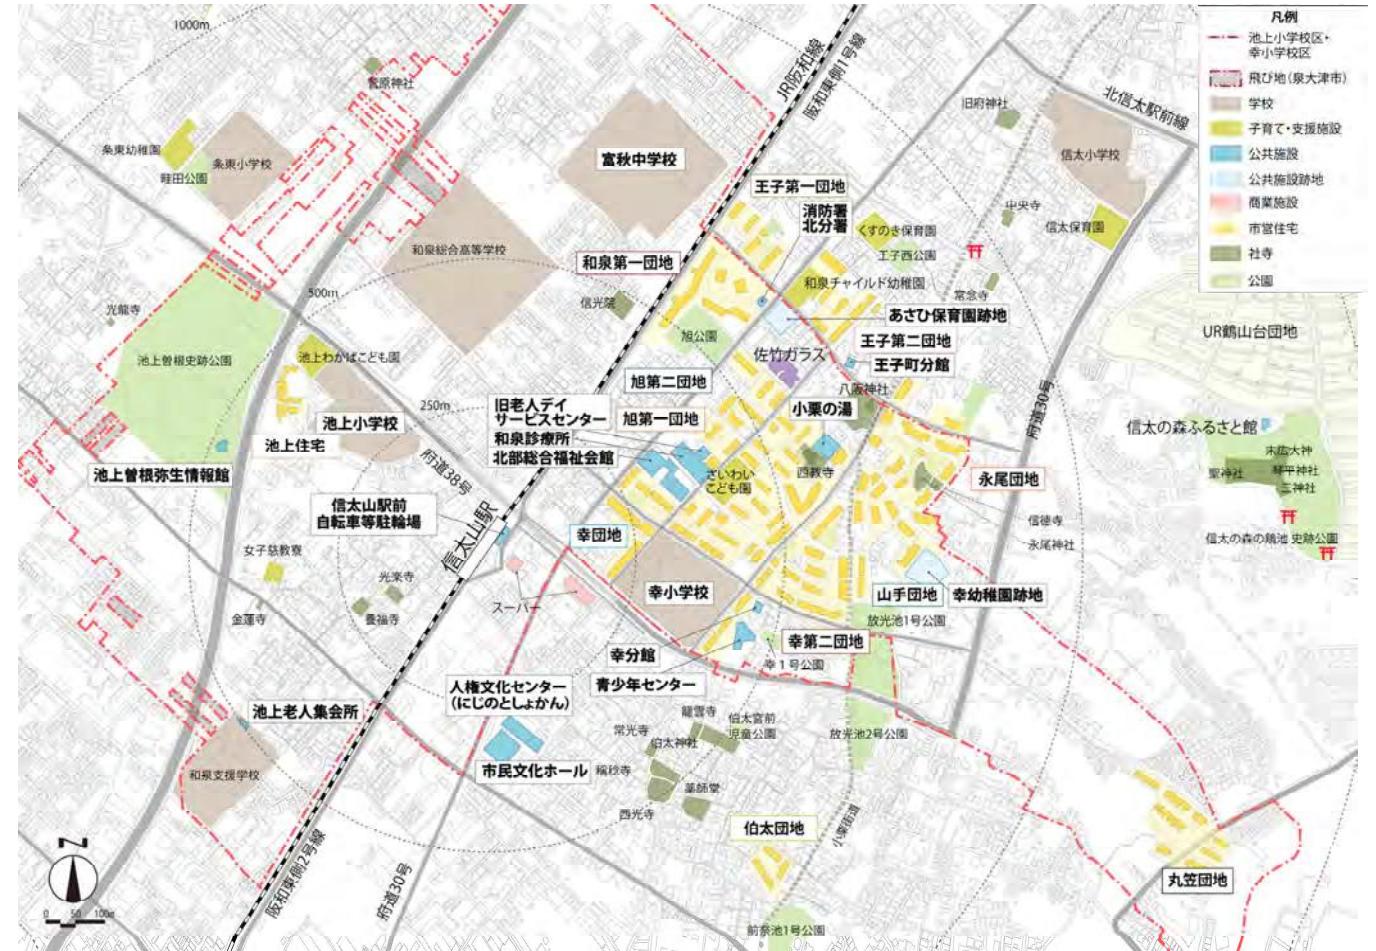 凡例
池上小学校区・
幸小学校区
飛び地(泉大津市)
学校
子育て・支援施設
公共施設
公共施設跡地
商業施設
市営住宅
社寺
公園
1000m
菅原神社
JR阪和線
阪和東側1号線
旧府神社
北信太駅前線
条東幼稚園
条東小学校
畦田公園
富秋中学校
信太小学校
王子第一団地
消防署
北分署
くすのき保育園
王子西公園
中央寺
信太保育園
和泉総合高等学校
和泉第一団地
和泉チャイルド幼稚園
常念寺
500m
信光院
光龍寺
あさひ保育園跡地
UR鶴山台団地
旭公園
王子第二団地
王子町分館
池上曽根史跡公園
池上わかばこども園
佐竹ガラス
旭第二団地
八阪神社
府道30号
250m
旧老人デイ
サービスセンター
旭第一団地
小栗の湯
池上小学校
和泉診療所
北部総合福祉会館
信太の森ふるさと館
池上住宅
末広大神
聖神社
琴平神社
三神社
池上曽根弥生情報館
府道38号
さいわい
こども園
西教寺
永尾団地
信太山駅前
自転車等駐輪場
信太山駅
信徳寺
幸団地
永尾神社
信太の森の鏡池 史跡公園
女子慈教寮
光楽寺
幸小学校
山手団地
幸幼稚園跡地
スーパー
金蓮寺
養福寺
放光池1号公園
幸分館
幸第二団地
幸1号公園
青少年センター
人権文化センター
(にじのとしょかん)
池上老人集会所
龍雲寺
常光寺
伯太神社
伯太宮前
児童公園
放光池2号公園
和泉支援学校
市民文化ホール
稱稔寺
薬師堂
西光寺
伯太団地
小栗街道
丸笠団地
阪和東側2号線
府道30号
N
0 50 100m
前奈池1号公園